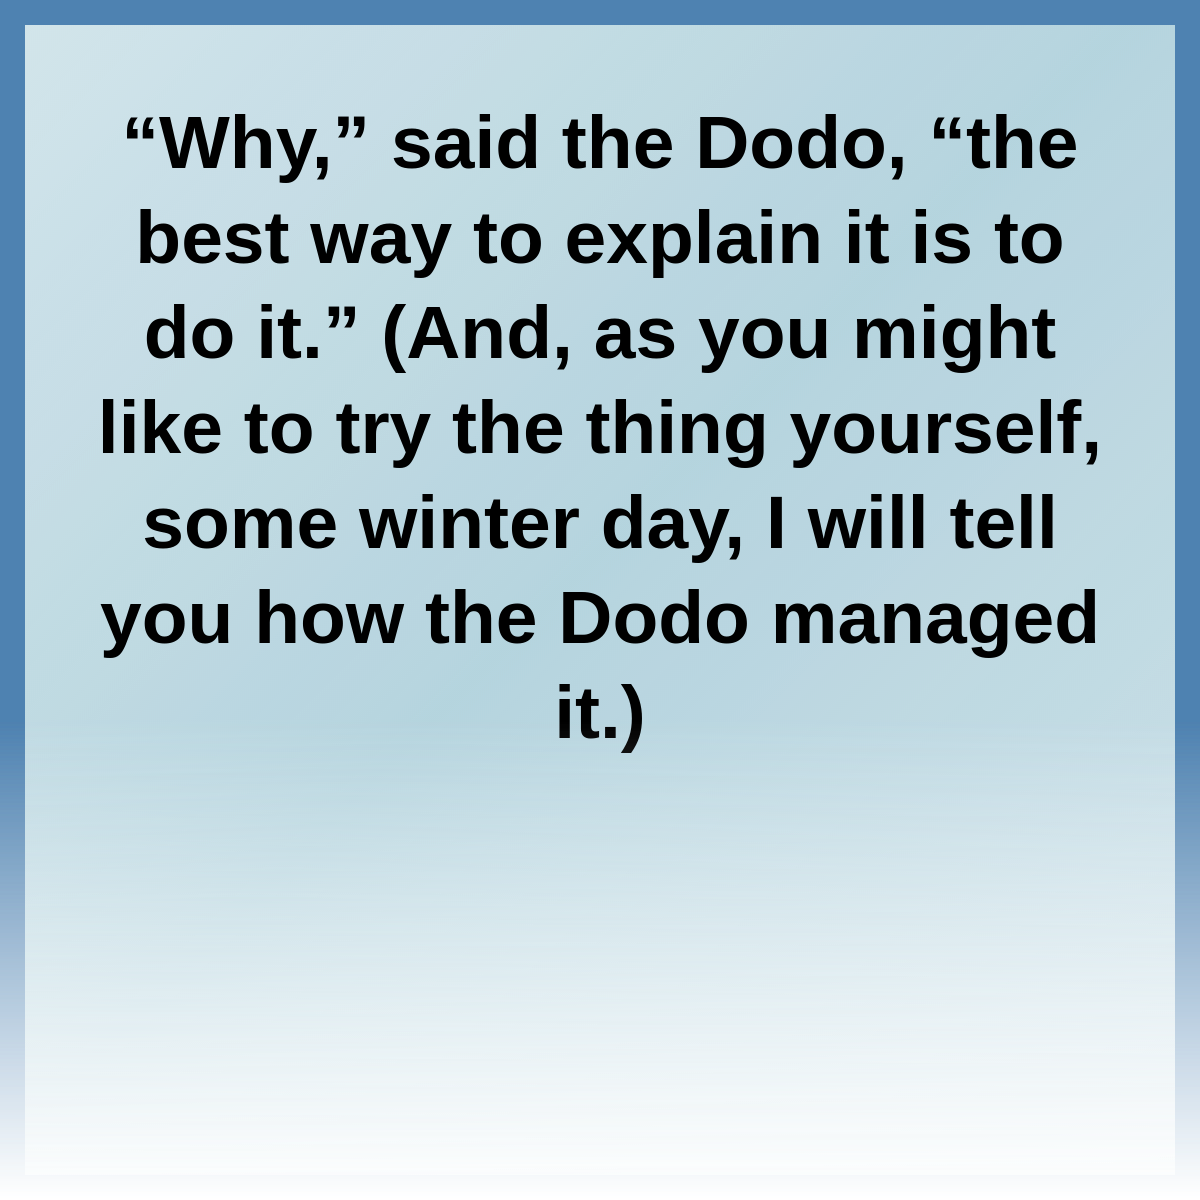 “Why,” said the Dodo, “the
best way to explain it is to
do it.” (And, as you might
like to try the thing yourself,
some winter day, I will tell
you how the Dodo managed
it.)